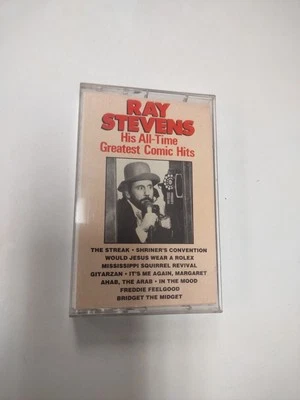 RAY
STEVENS
His All-Time
Greatest Comic Hits
THE STREAK • SHRINER'S CONVENTION
WOULD JESUS WEAR A ROLEX
MISSISSIPPI SQUIRREL REVIVAL
GITARZAN • IT'S ME AGAIN, MARGARET
AHAB, THE ARAB • IN THE MOOD
FREDDIE FEELGOOD
BRIDGET THE MIDGET